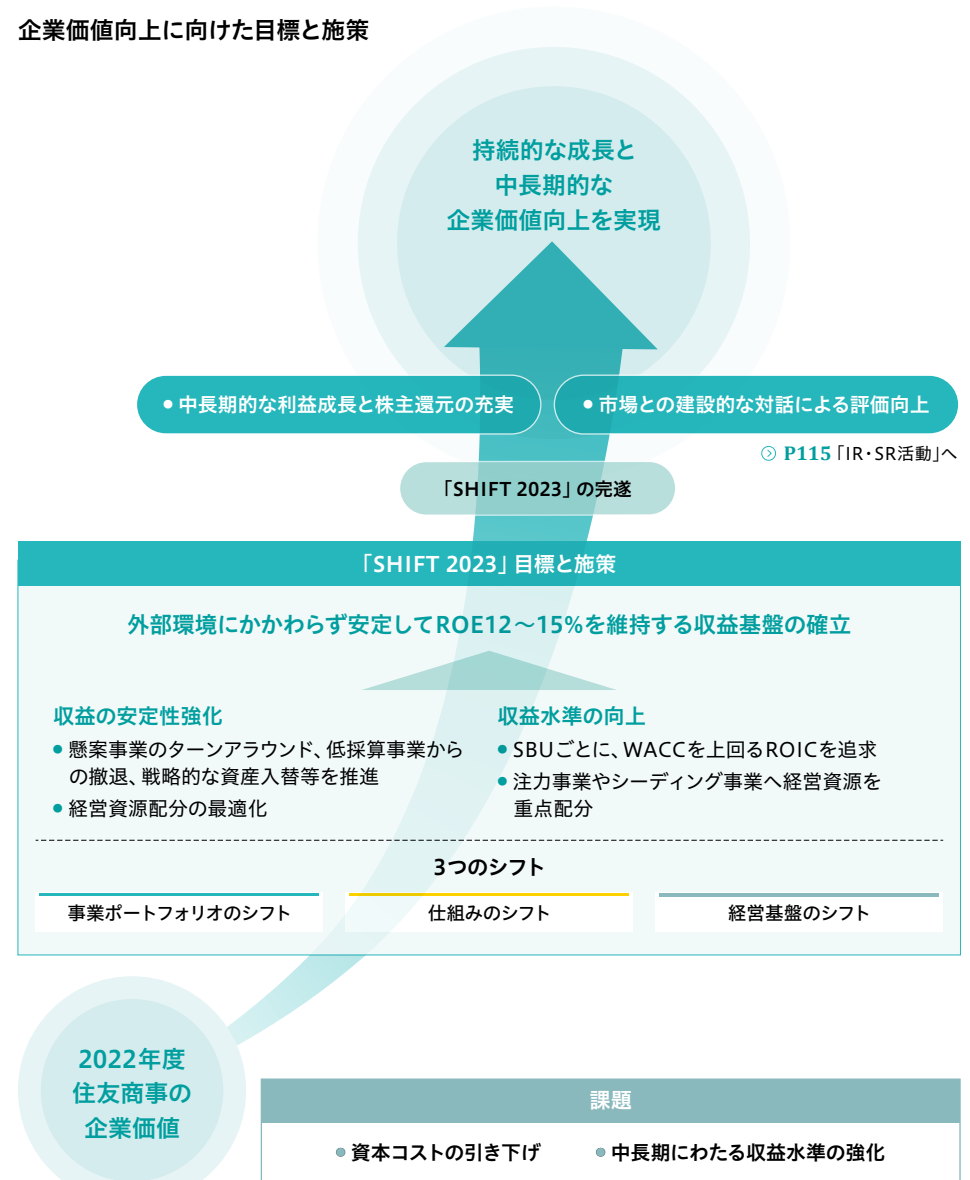 企業価値向上に向けた目標と施策
持続的な成長と
中長期的な
企業価値向上を実現
● 中長期的な利益成長と株主還元の充実
● 市場との建設的な対話による評価向上
P115「IR・SR活動」へ
「SHIFT 2023」の完遂
「SHIFT 2023」目標と施策
外部環境にかかわらず安定してROE12～15%を維持する収益基盤の確立
収益の安定性強化
● 懸案事業のターンアラウンド、低採算事業から
の撤退、戦略的な資産入替等を推進
● 経営資源配分の最適化
収益水準の向上
● SBUごとに、WACCを上回るROICを追求
● 注力事業やシーディング事業へ経営資源を
重点配分
3つのシフト
事業ポートフォリオのシフト
仕組みのシフト
経営基盤のシフト
2022年度
住友商事の
企業価値
課題
● 資本コストの引き下げ
● 中長期にわたる収益水準の強化